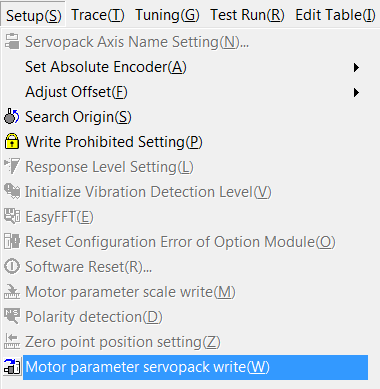 Setup(S) Trace(T) Tuning(G) Test Run(R) Edit Table(I)
Servopack Axis Name Setting(N)...
Set Absolute Encoder(A)
Adjust Offset(F)
Search Origin(S)
Write Prohibited Setting(P)
Response Level Setting(L)
Initialize Vibration Detection Level(V)
EasyFFT(E)
Reset Configuration Error of Option Module(O)
Software Reset(R)...
Motor parameter scale write(M)
Polarity detection(D)
Zero point position setting(Z)
Motor parameter servopack write(W)